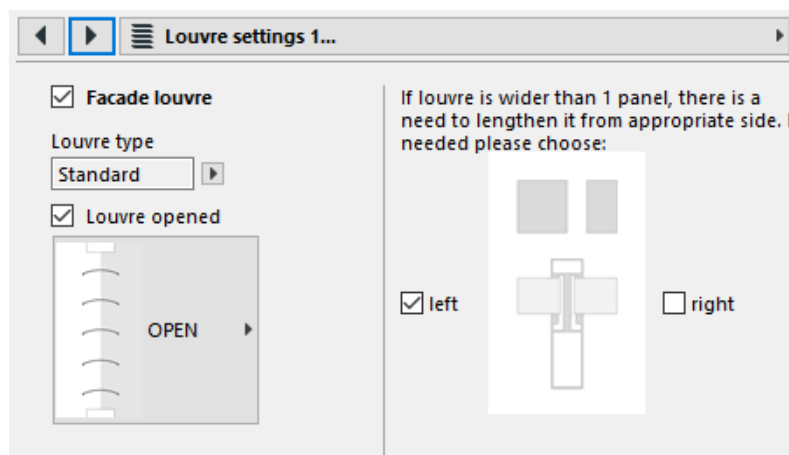 Louvre settings 1...
Facade louvre
Louvre type
Standard
Louvre opened
OPEN
If louvre is wider than 1 panel, there is a
need to lengthen it from appropriate side.
needed please choose:
left
right